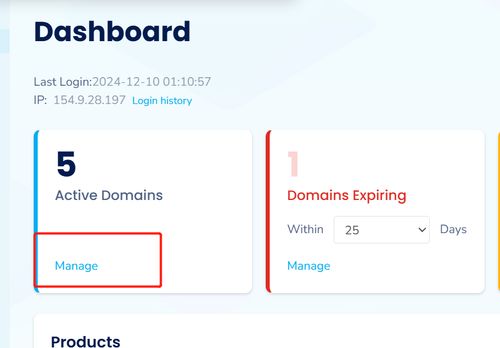 Dashboard
Last Login:2024-12-10 01:10:57
IP: 154.9.28.197 Login history
5
Active Domains
Manage
1
Domains Expiring
Within 25 Days
Manage
Products